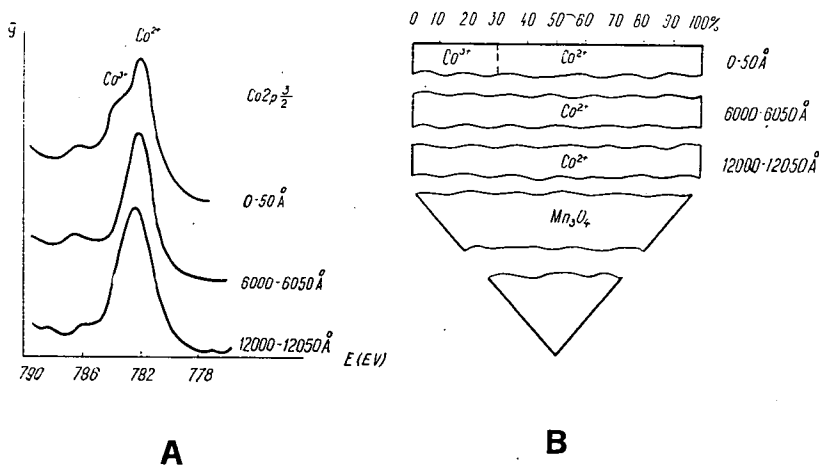 ḡ
Co²⁺
Co³⁺
Co2p 3/2
0-50Å
6000-6050Å
12000-12050Å
E(EV)
790 786 782 778
A
0 10 20 30 40 50 60 70 80 90 100%
Co³⁺ Co²⁺ 0-50Å
Co²⁺ 6000-6050Å
Co²⁺ 12000-12050Å
Mn₃O₄
B